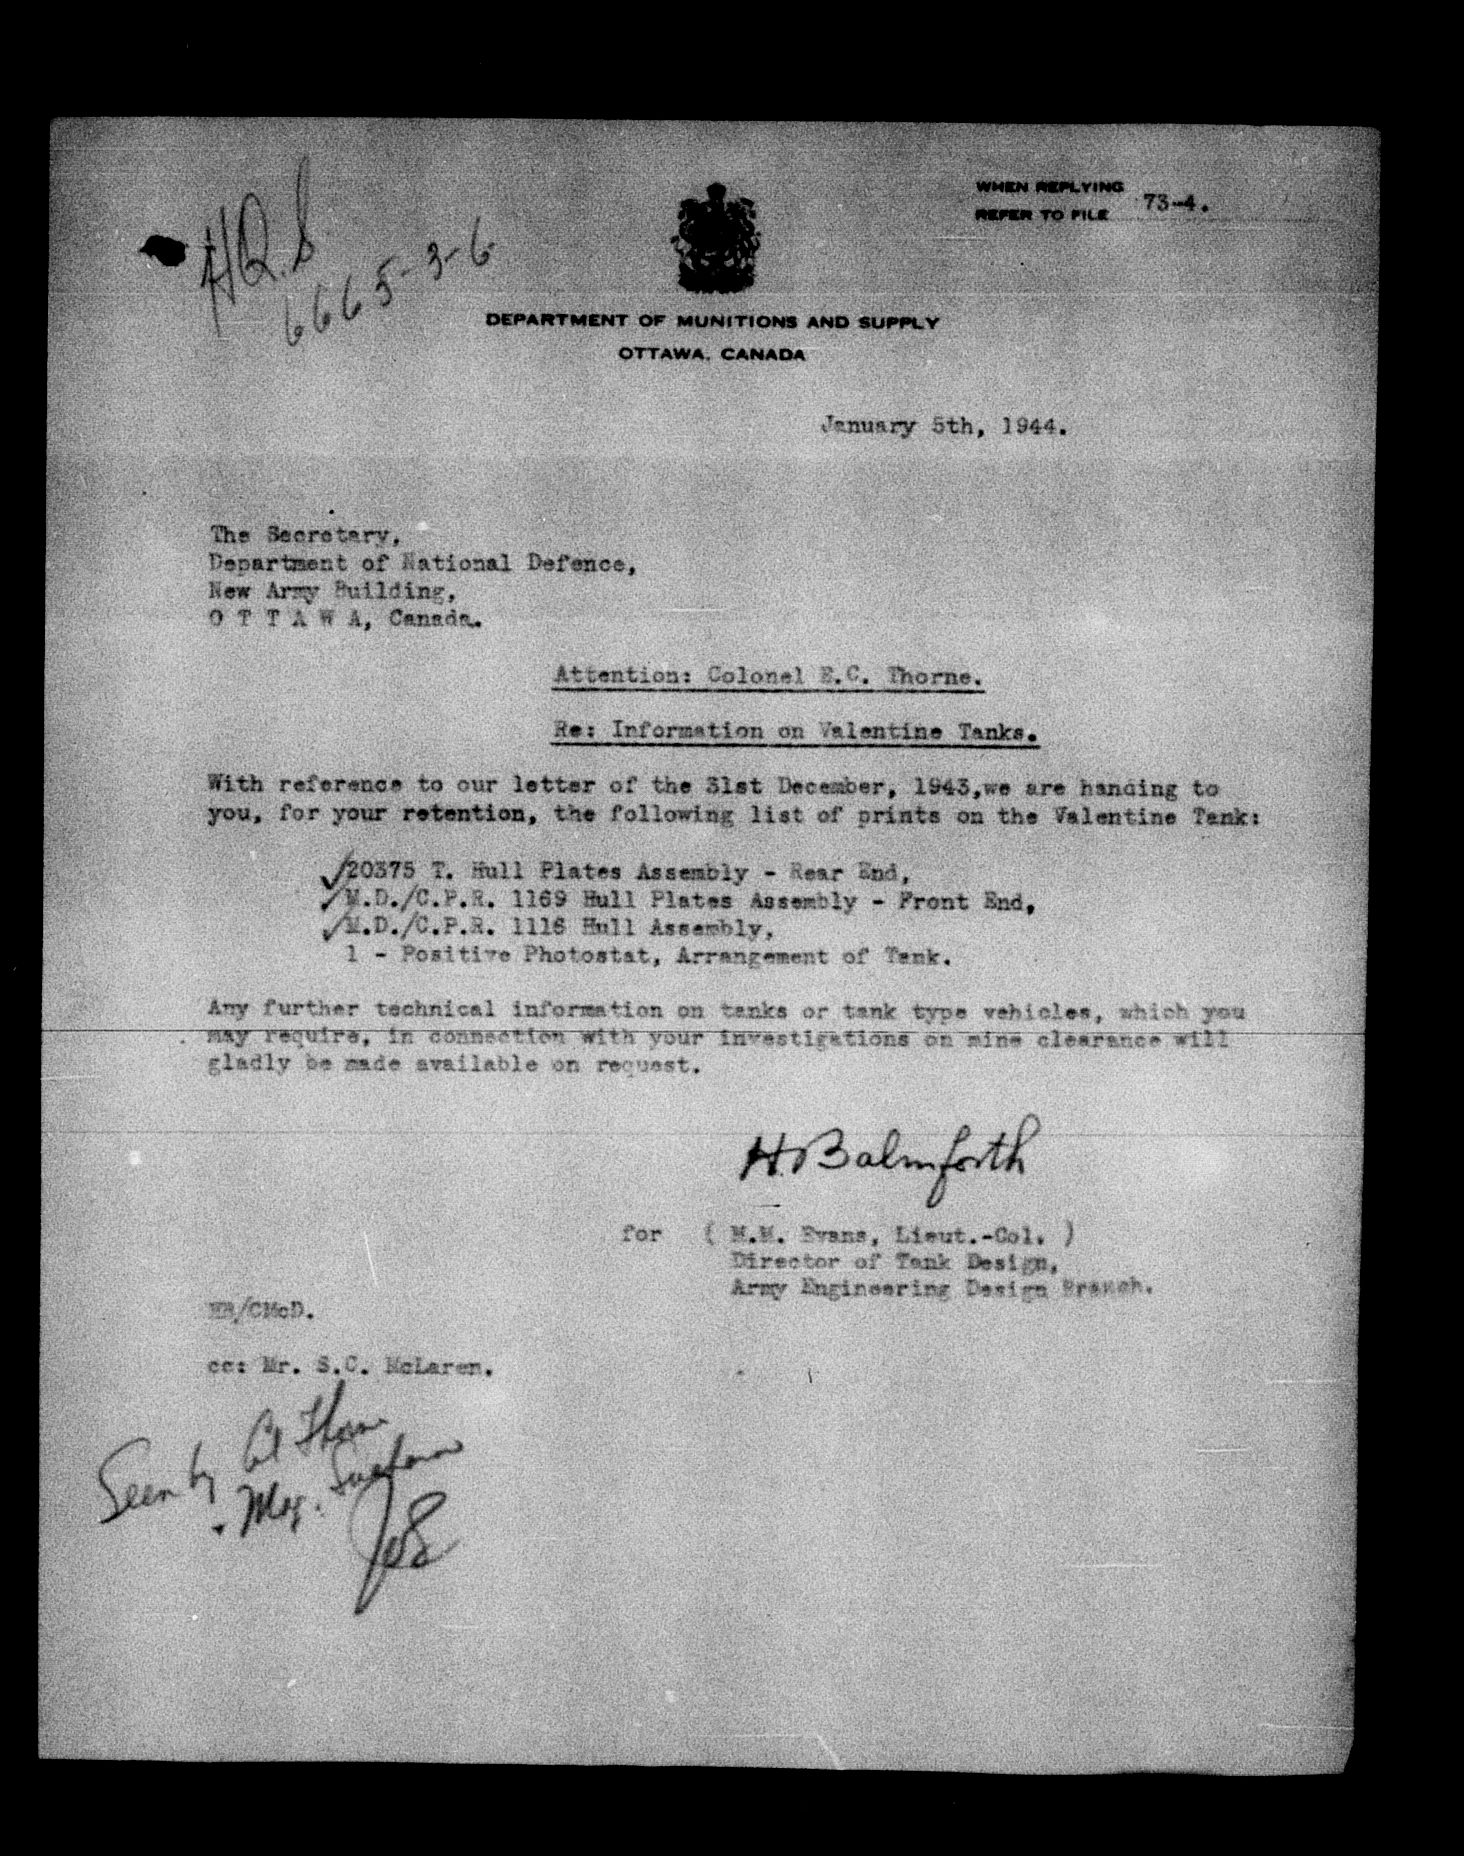 H.Q.S
6665-3-6
WHEN REPLYING
REFER TO FILE 73-4.
DEPARTMENT OF MUNITIONS AND SUPPLY
OTTAWA, CANADA
January 5th, 1944.
The Secretary,
Department of National Defence,
New Army Building,
O T T A W A, Canada.
Attention: Colonel E.C. Thorne.
Re: Information on Valentine Tanks.
With reference to our letter of the 31st December, 1943,we are handing to
you, for your retention, the following list of prints on the Valentine Tank:
✓20375 T. Hull Plates Assembly - Rear End,
✓M.D./C.P.R. 1169 Hull Plates Assembly - Front End,
✓M.D./C.P.R. 1116 Hull Assembly,
1 - Positive Photostat, Arrangement of Tank.
Any further technical information on tanks or tank type vehicles, which you
may require, in connection with your investigations on mine clearance will
gladly be made available on request.
H. Balmforth
for ( M.M. Evans, Lieut.-Col. )
Director of Tank Design,
Army Engineering Design Branch.
/CMcD.
cc: Mr. S.C. McLaren.
Seen by Col Thorne
Maj.